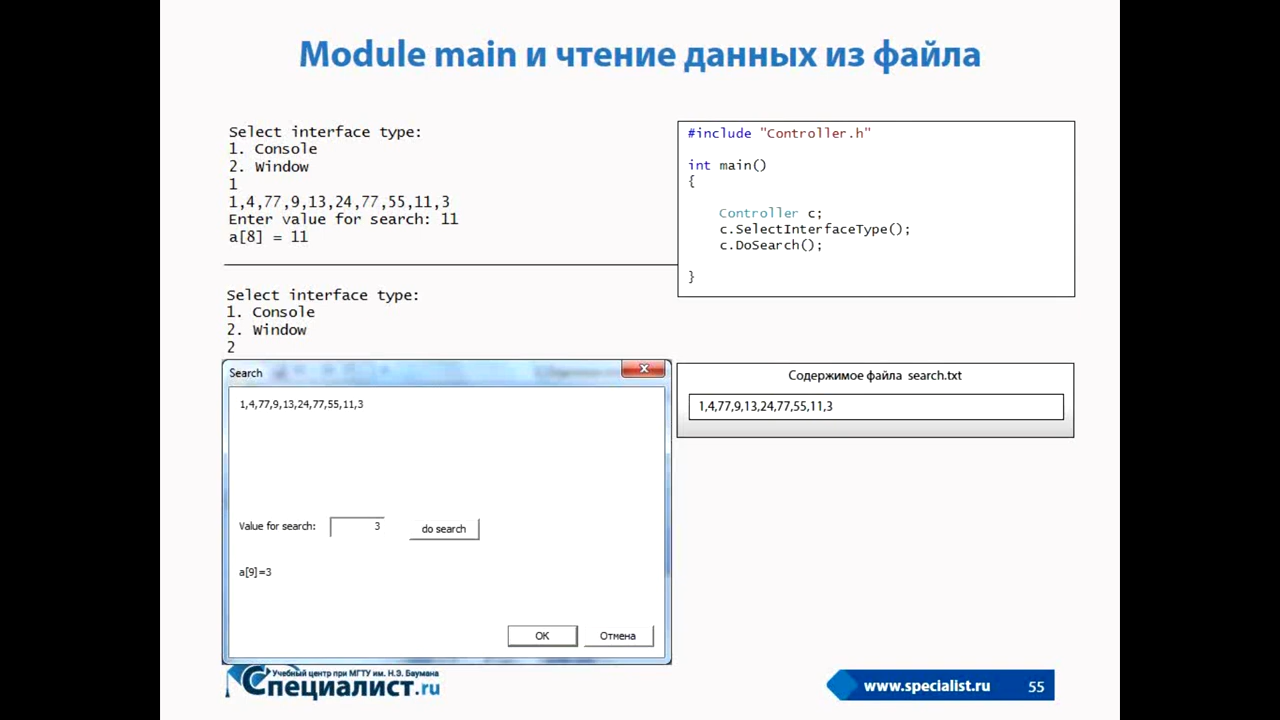 Module main и чтение данных из файла
Select interface type:
1. Console
2. Window
1
1,4,77,9,13,24,77,55,11,3
Enter value for search: 11
a[8] = 11
#include "Controller.h"
int main()
{
Controller c;
c.SelectInterfaceType();
c.DoSearch();
}
Select interface type:
1. Console
2. Window
2
Search
1,4,77,9,13,24,77,55,11,3
Value for search: 3 do search
a[9]=3
OK Отмена
Содержимое файла search.txt
1,4,77,9,13,24,77,55,11,3
Учебный центр при МГТУ им. Н.Э. Баумана
Специалист.ru
www.specialist.ru 55